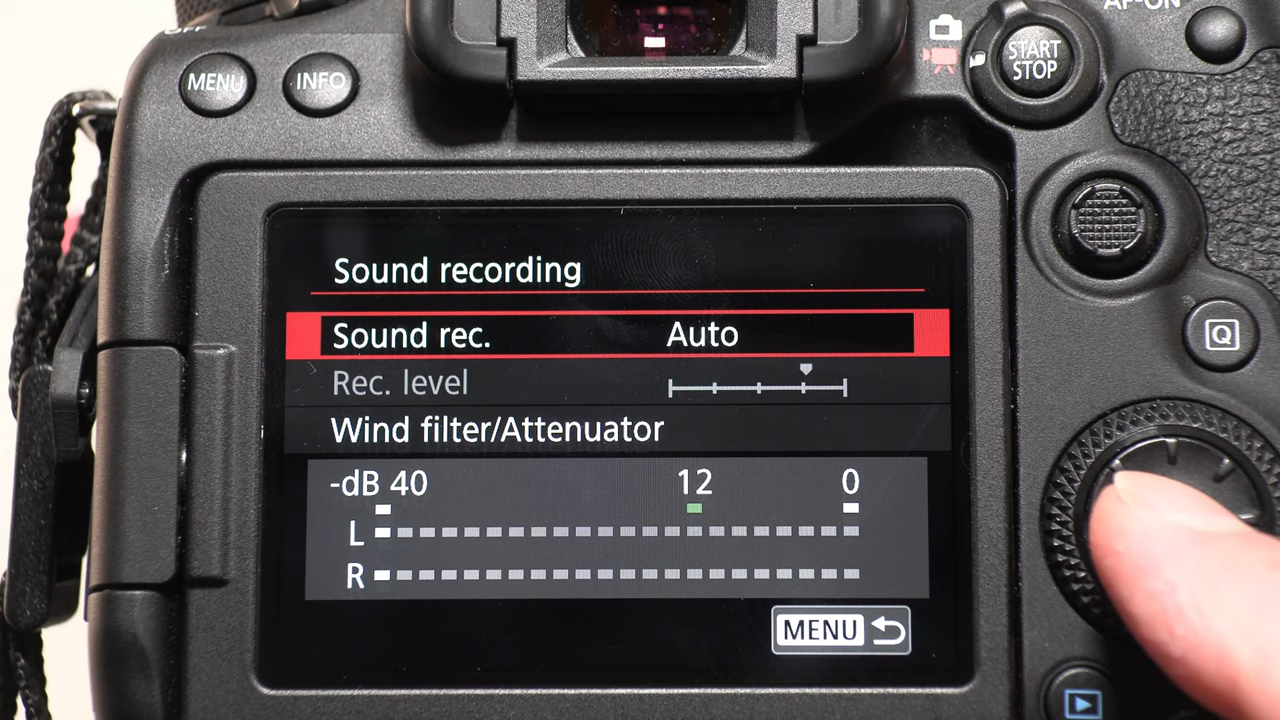 AF-ON
OFF
MENU INFO
START
STOP
Sound recording
Sound rec. Auto
Rec. level
Wind filter/Attenuator
-dB 40 12 0
L
R
MENU
Q